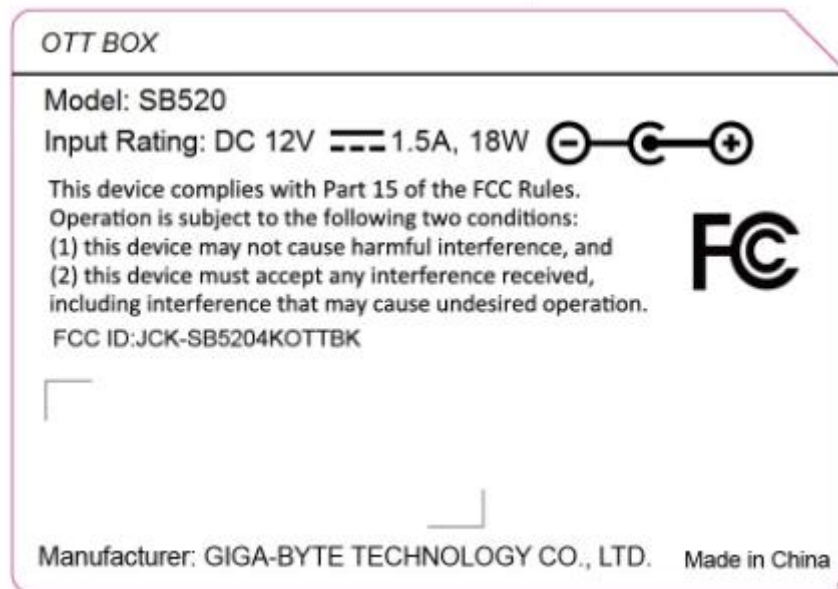 OTT BOX
Model: SB520
Input Rating: DC 12V 1.5A, 18W
This device complies with Part 15 of the FCC Rules.
Operation is subject to the following two conditions:
(1) this device may not cause harmful interference, and
(2) this device must accept any interference received,
including interference that may cause undesired operation.
FC
FCC ID:JCK-SB5204KOTTBK
Manufacturer: GIGA-BYTE TECHNOLOGY CO., LTD. Made in China